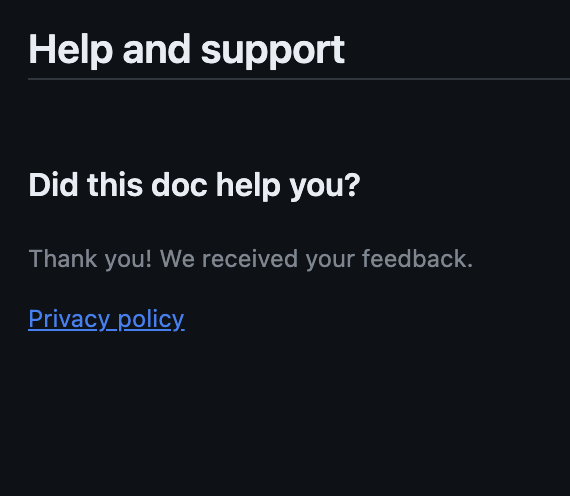 Help and support
Did this doc help you?
Thank you! We received your feedback.
Privacy policy